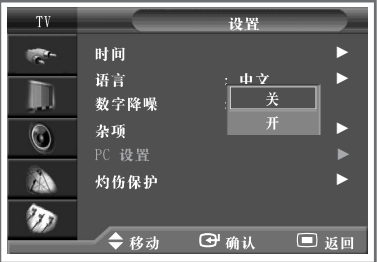 TV 设置
时间
语言 : 中文
数字降噪 :
关
开
杂项
PC 设置
灼伤保护
移动 确认 返回